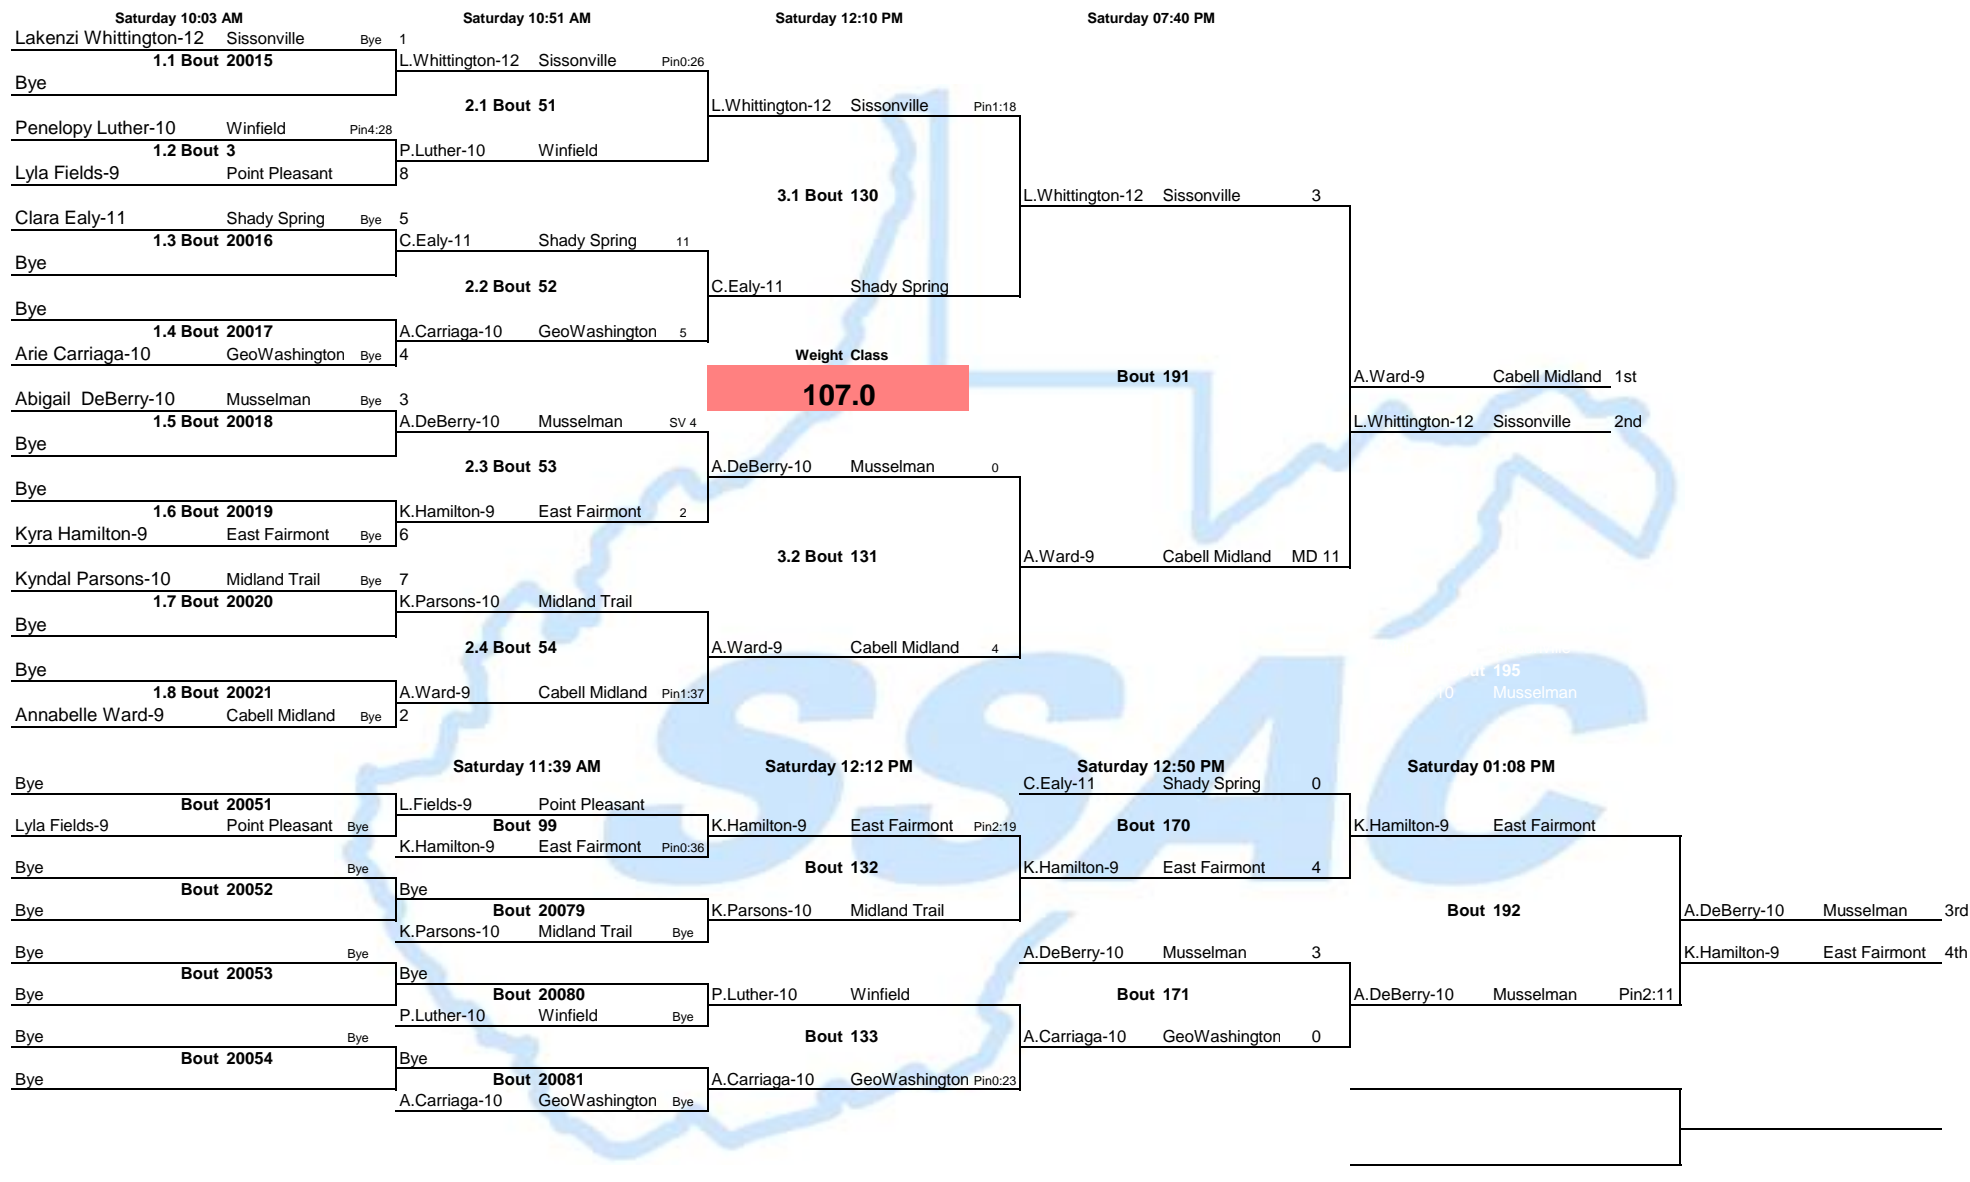 Saturday 10:03 AM Saturday 10:51 AM Saturday 12:10 PM Saturday 07:40 PM
Lakenzi Whittington-12 Sissonville Bye 1
1.1 Bout 20015 L.Whittington-12 Sissonville Pin0:26
Bye
2.1 Bout 51 L.Whittington-12 Sissonville Pin1:18
Penelopy Luther-10 Winfield Pin4:28
1.2 Bout 3 P.Luther-10 Winfield
Lyla Fields-9 Point Pleasant 8
3.1 Bout 130 L.Whittington-12 Sissonville 3
Clara Ealy-11 Shady Spring Bye 5
1.3 Bout 20016 C.Ealy-11 Shady Spring 11
Bye
2.2 Bout 52 C.Ealy-11 Shady Spring
Bye
1.4 Bout 20017 A.Carriaga-10 GeoWashington 5
Arie Carriaga-10 GeoWashington Bye 4 Weight Class
Bout 191 A.Ward-9 Cabell Midland 1st
107.0
Abigail DeBerry-10 Musselman Bye 3
1.5 Bout 20018 A.DeBerry-10 Musselman SV 4 L.Whittington-12 Sissonville 2nd
Bye
2.3 Bout 53 A.DeBerry-10 Musselman 0
Bye
1.6 Bout 20019 K.Hamilton-9 East Fairmont 2
Kyra Hamilton-9 East Fairmont Bye 6
3.2 Bout 131 A.Ward-9 Cabell Midland MD 11
Kyndal Parsons-10 Midland Trail Bye 7
1.7 Bout 20020 K.Parsons-10 Midland Trail
Bye
2.4 Bout 54 A.Ward-9 Cabell Midland 4
Bye 195
1.8 Bout 20021 A.Ward-9 Cabell Midland Pin1:37 Musselman
Annabelle Ward-9 Cabell Midland Bye 2
SSAC
Saturday 11:39 AM Saturday 12:12 PM Saturday 12:50 PM Saturday 01:08 PM
Bye C.Ealy-11 Shady Spring 0
Bout 20051 L.Fields-9 Point Pleasant
Lyla Fields-9 Point Pleasant Bye Bout 99 K.Hamilton-9 East Fairmont Pin2:19 Bout 170 K.Hamilton-9 East Fairmont
K.Hamilton-9 East Fairmont Pin0:36
Bye Bye Bout 132 K.Hamilton-9 East Fairmont 4
Bout 20052 Bye
Bye Bout 20079 K.Parsons-10 Midland Trail Bout 192 A.DeBerry-10 Musselman 3rd
K.Parsons-10 Midland Trail Bye
Bye Bye A.DeBerry-10 Musselman 3 K.Hamilton-9 East Fairmont 4th
Bout 20053 Bye
Bye Bout 20080 P.Luther-10 Winfield Bout 171 A.DeBerry-10 Musselman Pin2:11
P.Luther-10 Winfield Bye
Bye Bye Bout 133 A.Carriaga-10 GeoWashington 0
Bout 20054 Bye
Bye Bout 20081 A.Carriaga-10 GeoWashington Pin0:23
A.Carriaga-10 GeoWashington Bye